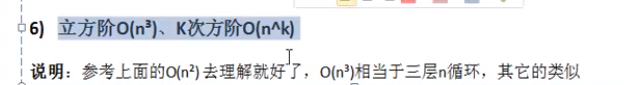 6) 立方阶O(n³)、K次方阶O(n^k)
说明：参考上面的O(n²) 去理解就好了，O(n³)相当于三层n循环，其它的类似